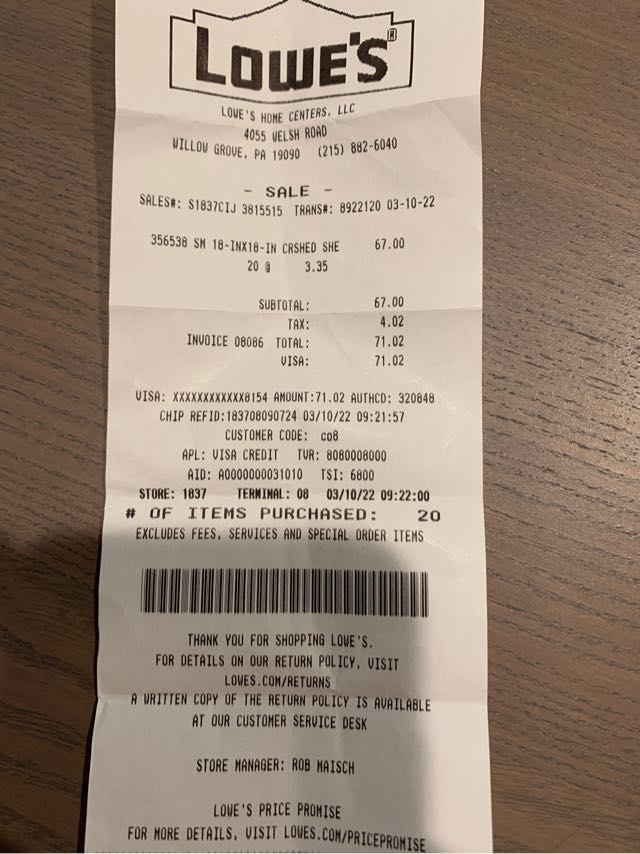 LOWE'S®
LOWE'S HOME CENTERS, LLC
4055 WELSH ROAD
WILLOW GROVE, PA 19090 (215) 882-6040
- SALE -
SALES#: S1837CIJ 3815515 TRANS#: 8922120 03-10-22
356538 SM 18-INX18-IN CRSHED SHE 67.00
20 @ 3.35
SUBTOTAL: 67.00
TAX: 4.02
INVOICE 08086 TOTAL: 71.02
VISA: 71.02
VISA: XXXXXXXXXXXX8154 AMOUNT:71.02 AUTHCD: 320848
CHIP REFID:183708090724 03/10/22 09:21:57
CUSTOMER CODE: co8
APL: VISA CREDIT TVR: 8080008000
AID: A0000000031010 TSI: 6800
STORE: 1837 TERMINAL: 08 03/10/22 09:22:00
# OF ITEMS PURCHASED: 20
EXCLUDES FEES, SERVICES AND SPECIAL ORDER ITEMS
THANK YOU FOR SHOPPING LOWE'S.
FOR DETAILS ON OUR RETURN POLICY, VISIT
LOWES.COM/RETURNS
A WRITTEN COPY OF THE RETURN POLICY IS AVAILABLE
AT OUR CUSTOMER SERVICE DESK
STORE MANAGER: ROB MAISCH
LOWE'S PRICE PROMISE
FOR MORE DETAILS, VISIT LOWES.COM/PRICEPROMISE